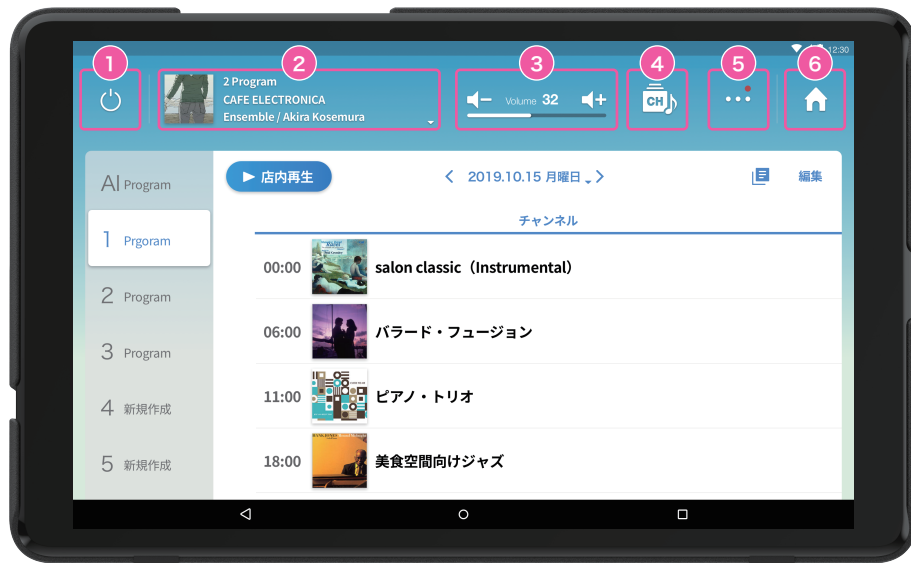 1
2
3
4
5
6
12:30
2 Program
CAFE ELECTRONICA
Ensemble / Akira Kosemura
Volume 32
CH
AI Program
1 Prgoram
2 Program
3 Program
4 新規作成
5 新規作成
店内再生
2019.10.15 月曜日
編集
チャンネル
00:00 salon classic（Instrumental）
06:00 バラード・フュージョン
11:00 ピアノ・トリオ
18:00 美食空間向けジャズ